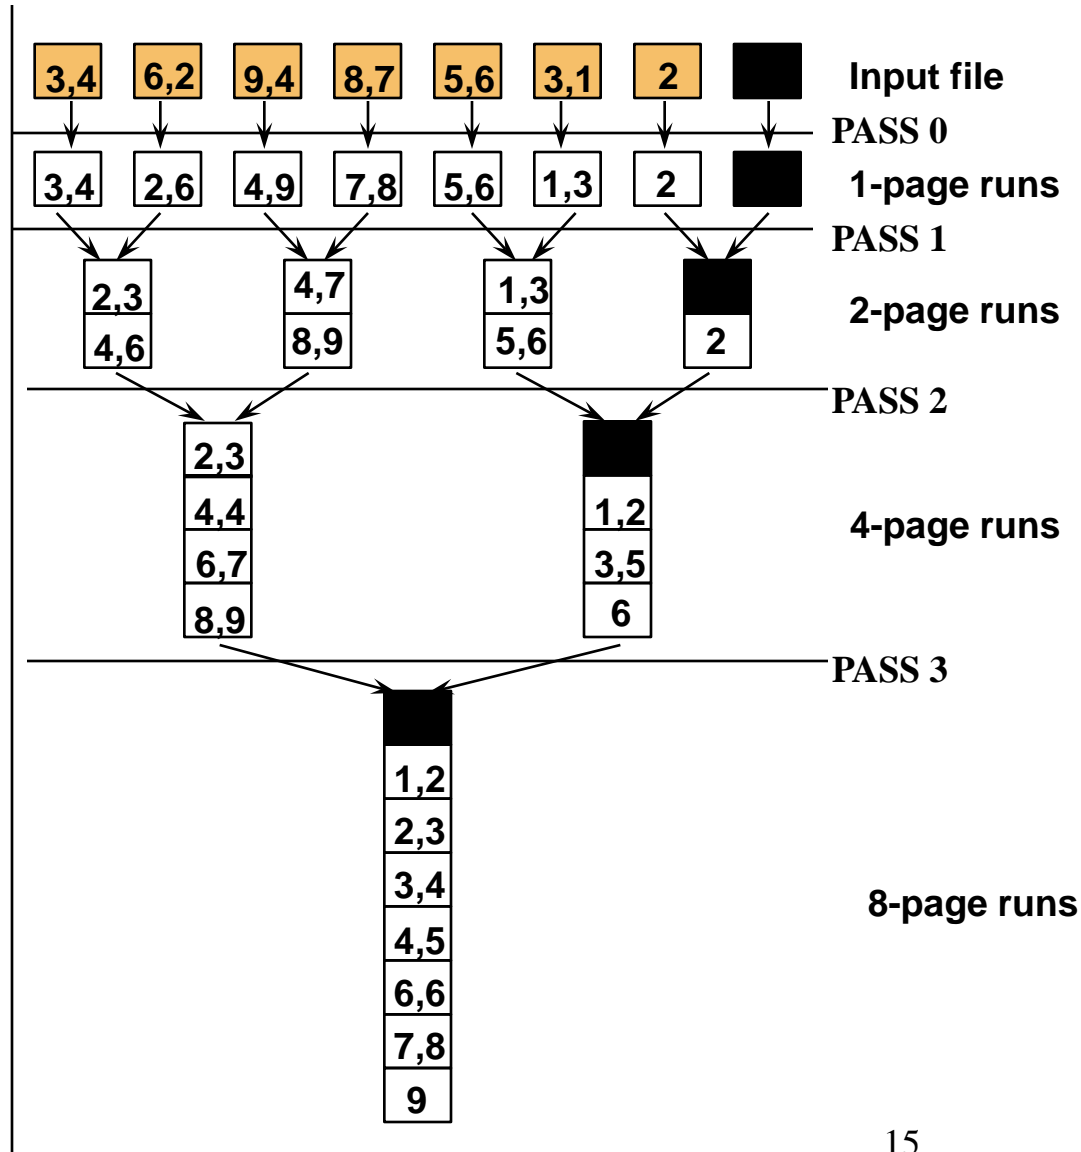 3,4 6,2 9,4 8,7 5,6 3,1 2 Input file
PASS 0
3,4 2,6 4,9 7,8 5,6 1,3 2 1-page runs
PASS 1
2,3 4,7 1,3 2-page runs
4,6 8,9 5,6 2
PASS 2
2,3
4,4 1,2 4-page runs
6,7 3,5
8,9 6
PASS 3
1,2
2,3
3,4 8-page runs
4,5
6,6
7,8
9
15